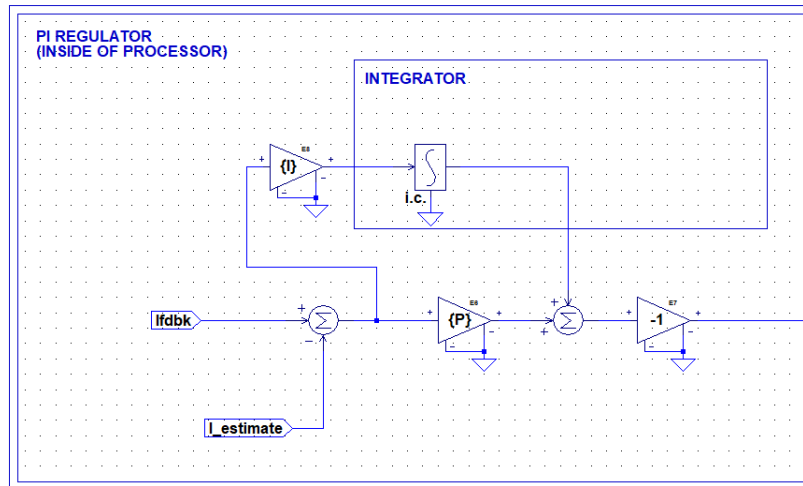 PI REGULATOR
(INSIDE OF PROCESSOR)
INTEGRATOR
E8
+
{I}
+
−
−
i.c.
Ifdbk
+
Σ
−
+
E6
{P}
+
−
−
+
+
Σ
+
E7
-1
+
−
−
I_estimate